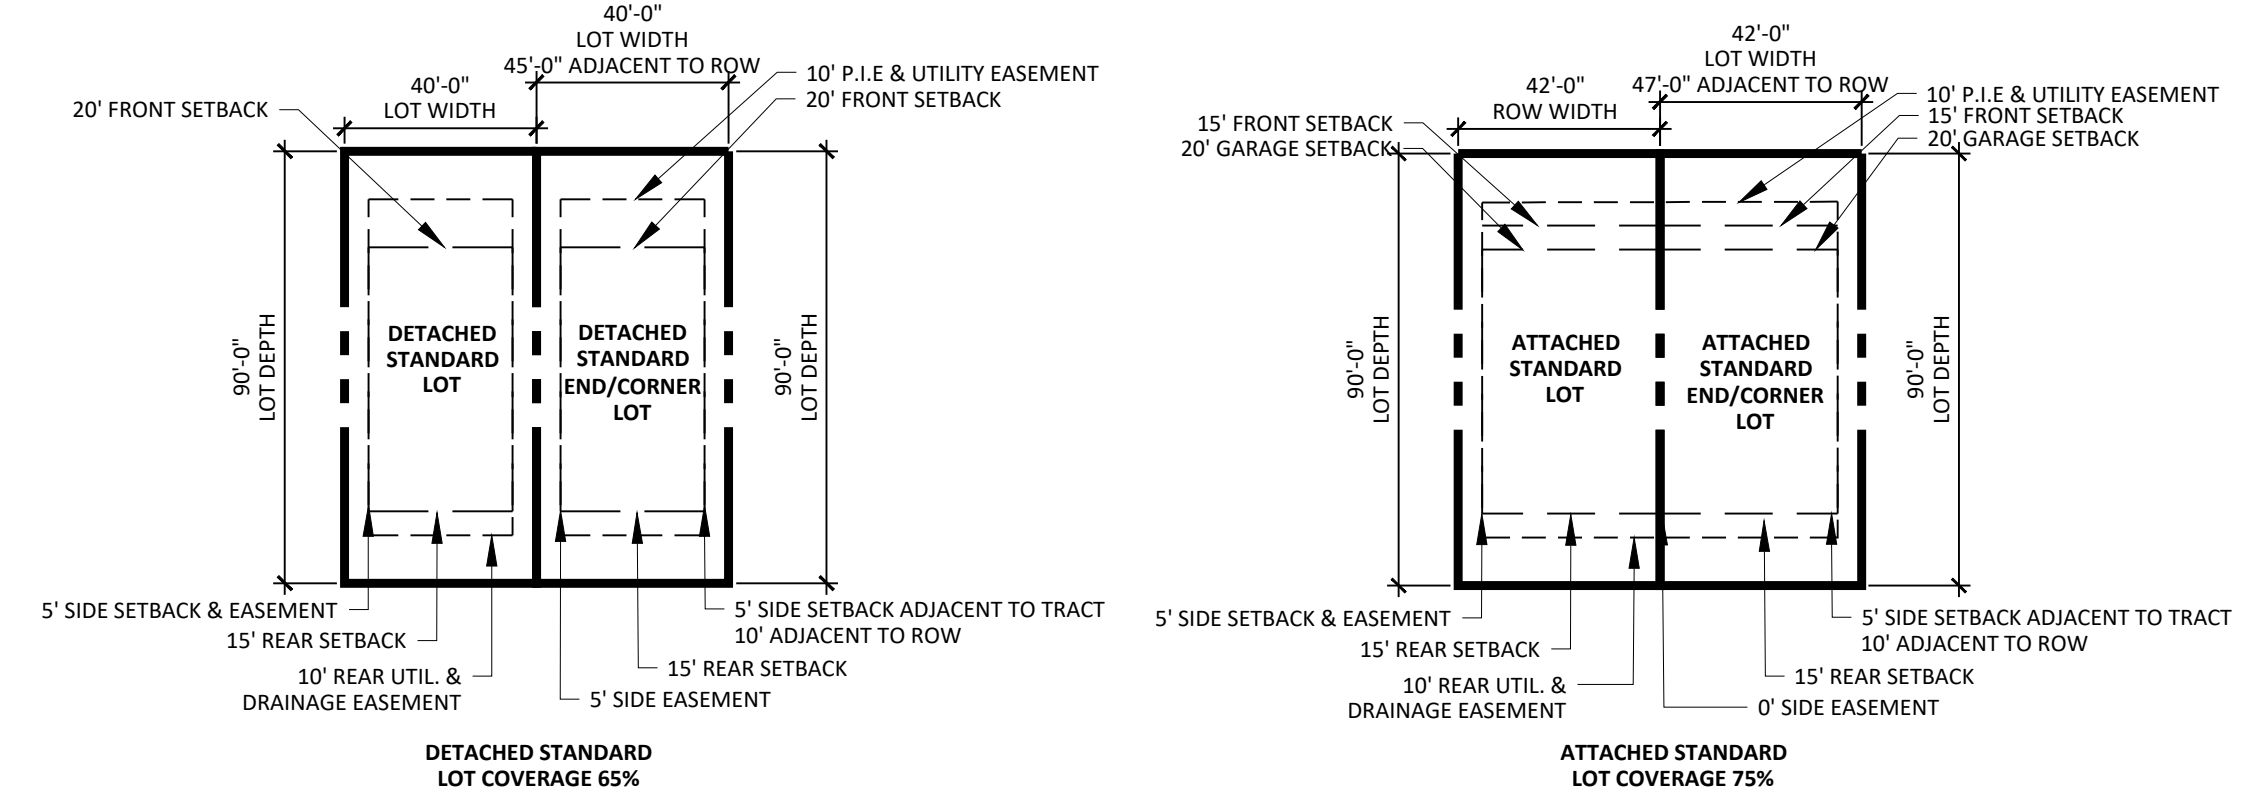 40'-0"
LOT WIDTH
45'-0" ADJACENT TO ROW
40'-0"
LOT WIDTH
10' P.I.E & UTILITY EASEMENT
20' FRONT SETBACK
20' FRONT SETBACK
90'-0"
LOT DEPTH
DETACHED
STANDARD
LOT
DETACHED
STANDARD
END/CORNER
LOT
90'-0"
LOT DEPTH
5' SIDE SETBACK & EASEMENT
15' REAR SETBACK
10' REAR UTIL. &
DRAINAGE EASEMENT
5' SIDE SETBACK ADJACENT TO TRACT
10' ADJACENT TO ROW
15' REAR SETBACK
5' SIDE EASEMENT
DETACHED STANDARD
LOT COVERAGE 65%
42'-0"
LOT WIDTH
47'-0" ADJACENT TO ROW
42'-0"
ROW WIDTH
10' P.I.E & UTILITY EASEMENT
15' FRONT SETBACK
20' GARAGE SETBACK
15' FRONT SETBACK
20' GARAGE SETBACK
90'-0"
LOT DEPTH
ATTACHED
STANDARD
LOT
ATTACHED
STANDARD
END/CORNER
LOT
90'-0"
LOT DEPTH
5' SIDE SETBACK & EASEMENT
15' REAR SETBACK
10' REAR UTIL. &
DRAINAGE EASEMENT
5' SIDE SETBACK ADJACENT TO TRACT
10' ADJACENT TO ROW
15' REAR SETBACK
0' SIDE EASEMENT
ATTACHED STANDARD
LOT COVERAGE 75%